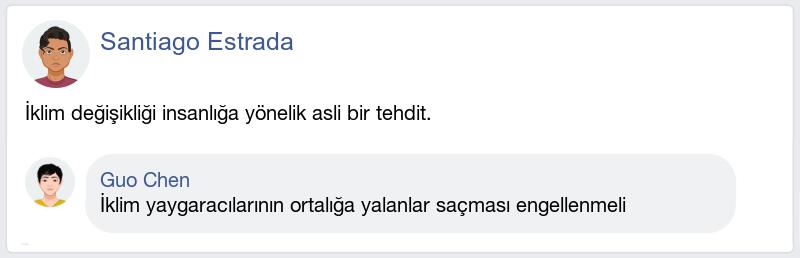 Santiago Estrada
İklim değişikliği insanlığa yönelik asli bir tehdit.
Guo Chen
İklim yaygaracılarının ortalığa yalanlar saçması engellenmeli